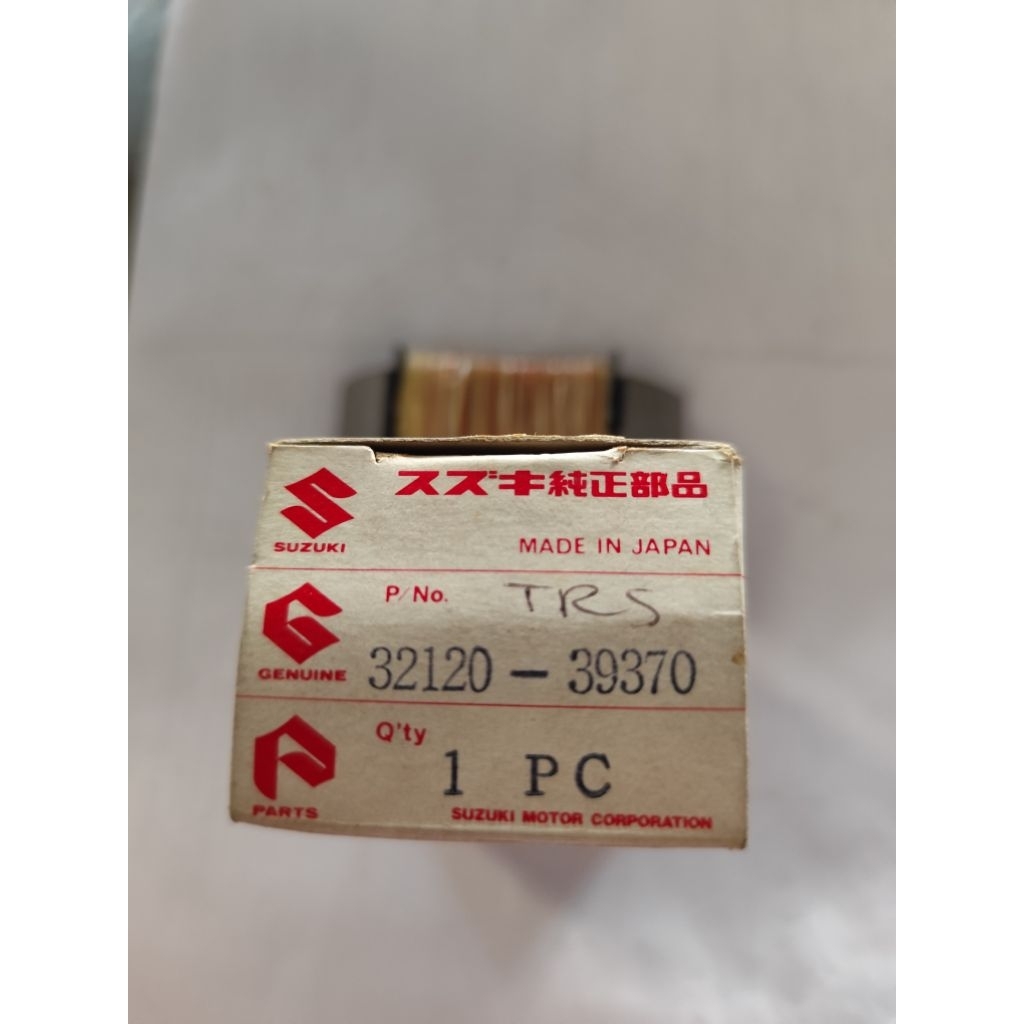 スズキ純正部品
SUZUKI
MADE IN JAPAN
P/No. TRS
GENUINE
32120-39370
Q'ty
1 PC
PARTS
SUZUKI MOTOR CORPORATION